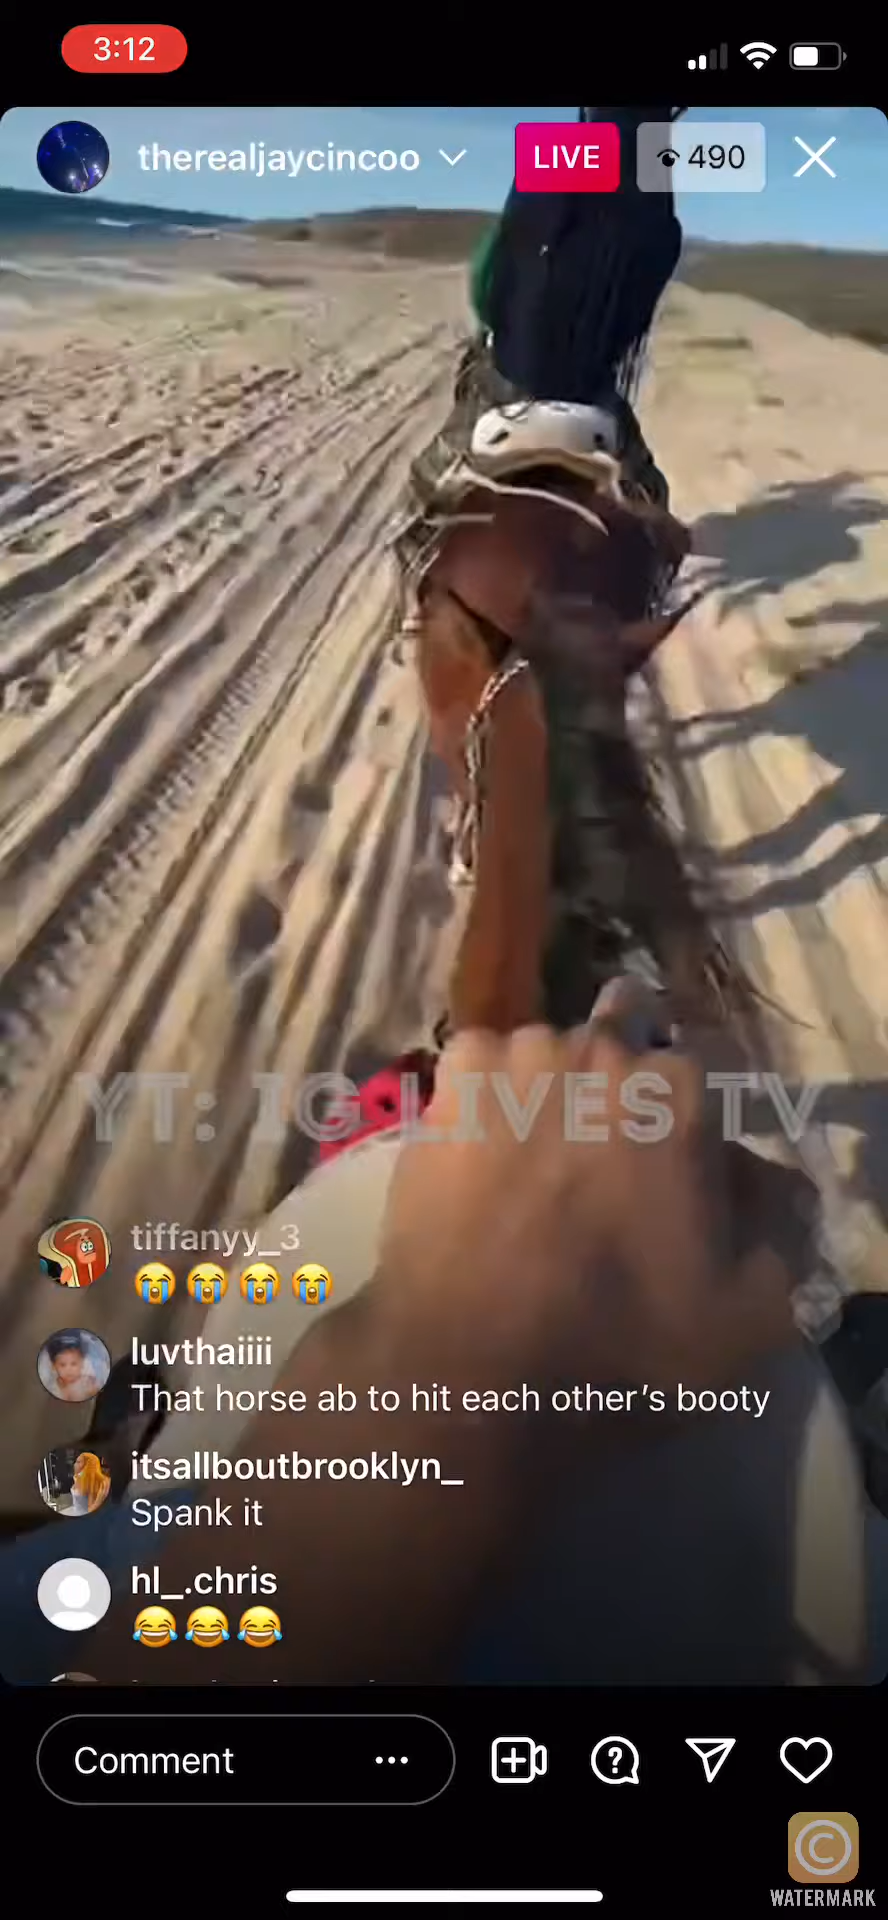 3:12
therealjaycincoo
LIVE
490
YT: IG LIVES TV
tiffanyy_3
😭😭😭😭
luvthaiiii
That horse ab to hit each other's booty
itsallboutbrooklyn_
Spank it
hl_.chris
😂😂😂
Comment
WATERMARK